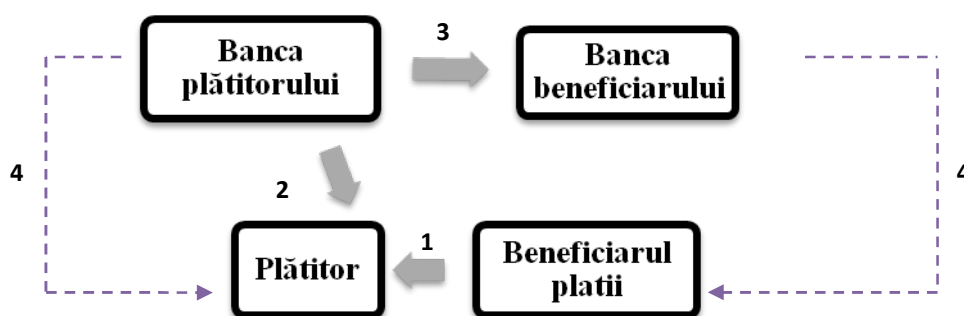 3
Banca
plătitorului
Banca
beneficiarului
4
4
2
1
Plătitor
Beneficiarul
platii